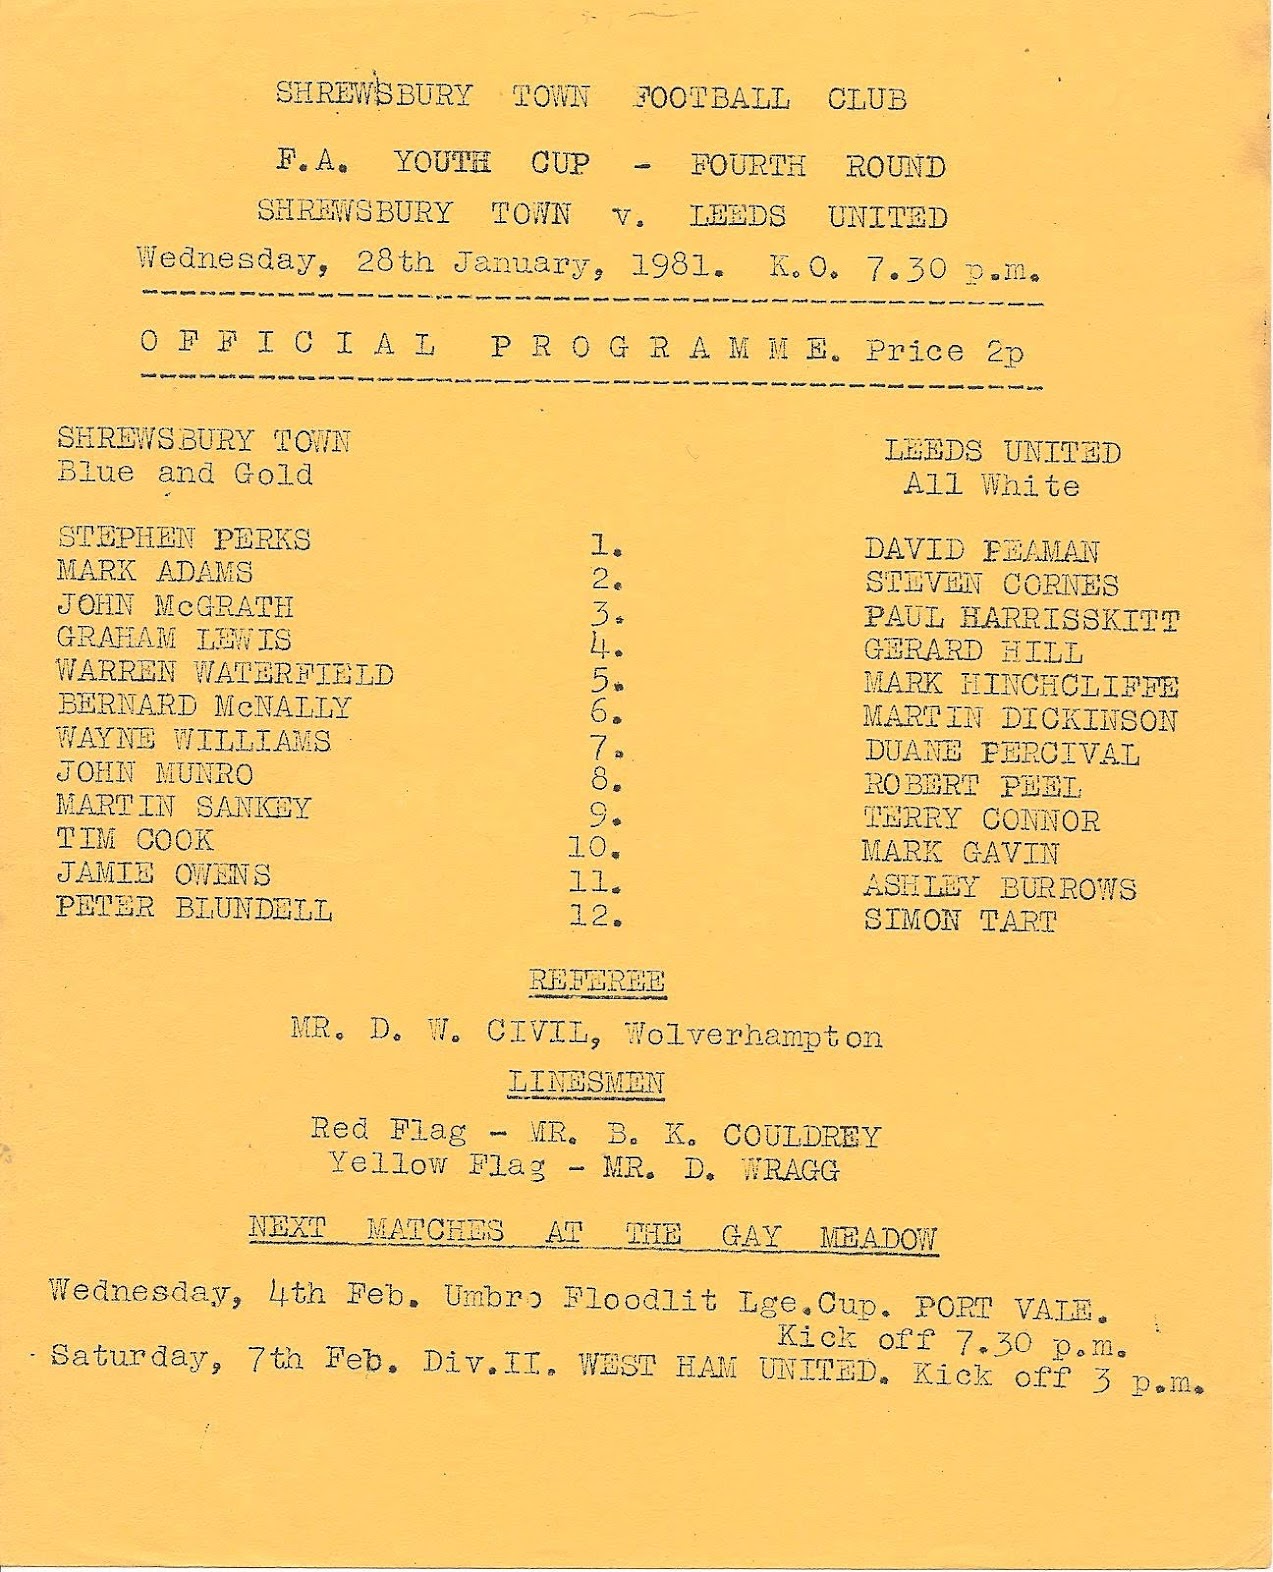 SHREWSBURY TOWN FOOTBALL CLUB
F.A. YOUTH CUP - FOURTH ROUND
SHREWSBURY TOWN v. LEEDS UNITED
Wednesday, 28th January, 1981. K.O. 7.30 p.m.
OFFICIAL PROGRAMME. Price 2p
SHREWSBURY TOWN LEEDS UNITED
Blue and Gold All White
STEPHEN PERKS 1. DAVID PEAMAN
MARK ADAMS 2. STEVEN CORNES
JOHN McGRATH 3. PAUL HARRISSKITT
GRAHAM LEWIS 4. GERARD HILL
WARREN WATERFIELD 5. MARK HINCHCLIFFE
BERNARD McNALLY 6. MARTIN DICKINSON
WAYNE WILLIAMS 7. DUANE PERCIVAL
JOHN MUNRO 8. ROBERT PEEL
MARTIN SANKEY 9. TERRY CONNOR
TIM COOK 10. MARK GAVIN
JAMIE OWENS 11. ASHLEY BURROWS
PETER BLUNDELL 12. SIMON TART
REFEREE
MR. D. W. CIVIL, Wolverhampton
LINESMEN
Red Flag - MR. B. K. COULDREY
Yellow Flag - MR. D. WRAGG
NEXT MATCHES AT THE GAY MEADOW
Wednesday, 4th Feb. Umbro Floodlit Lge.Cup. PORT VALE.
Kick off 7.30 p.m.
Saturday, 7th Feb. Div.II. WEST HAM UNITED. Kick off 3 p.m.